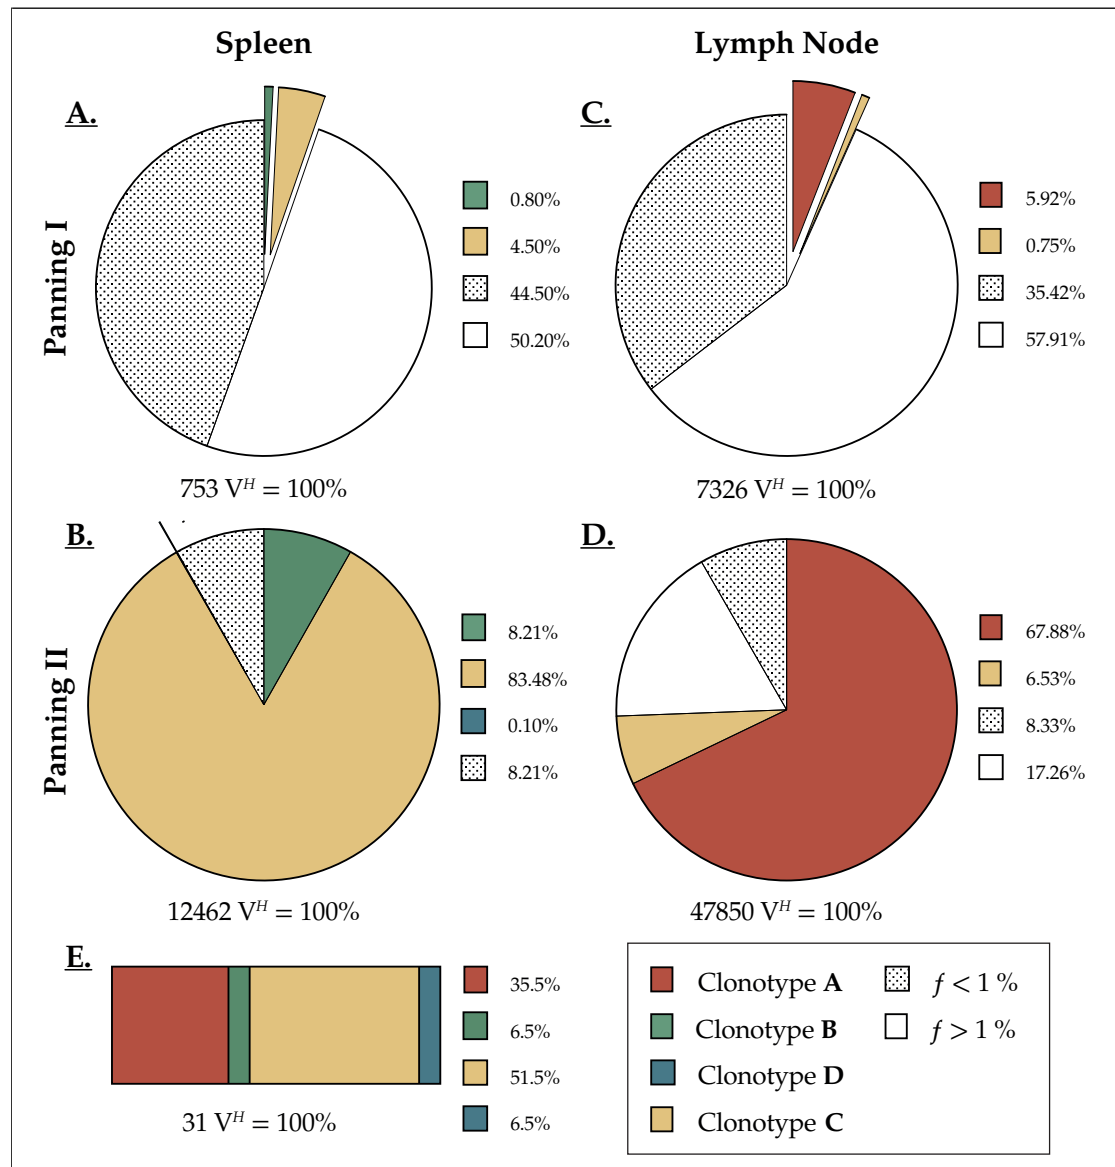 Spleen
Lymph Node
Panning I
A.
0.80%
4.50%
44.50%
50.20%
753 V^H = 100%
C.
5.92%
0.75%
35.42%
57.91%
7326 V^H = 100%
Panning II
B.
8.21%
83.48%
0.10%
8.21%
12462 V^H = 100%
D.
67.88%
6.53%
8.33%
17.26%
47850 V^H = 100%
E.
35.5%
6.5%
51.5%
6.5%
31 V^H = 100%
Clonotype A
Clonotype B
Clonotype D
Clonotype C
f < 1 %
f > 1 %